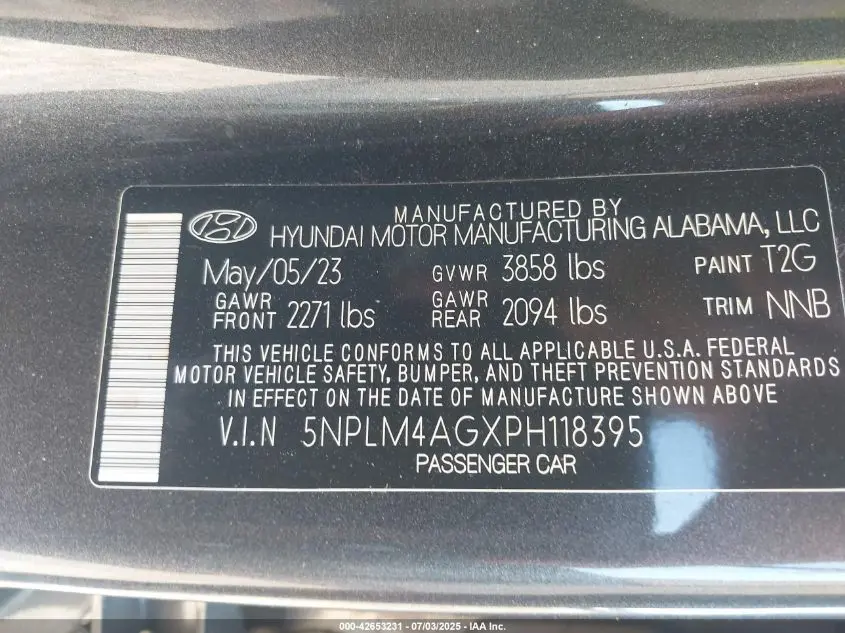 MANUFACTURED BY
HYUNDAI MOTOR MANUFACTURING ALABAMA, LLC
May/05/23 GVWR 3858 lbs PAINT T2G
GAWR FRONT 2271 lbs GAWR REAR 2094 lbs TRIM NNB
THIS VEHICLE CONFORMS TO ALL APPLICABLE U.S.A. FEDERAL
MOTOR VEHICLE SAFETY, BUMPER, AND THEFT PREVENTION STANDARDS
IN EFFECT ON THE DATE OF MANUFACTURE SHOWN ABOVE
V.I.N 5NPLM4AGXPH118395
PASSENGER CAR
000-42653231 - 07/03/2025 - IAA Inc.